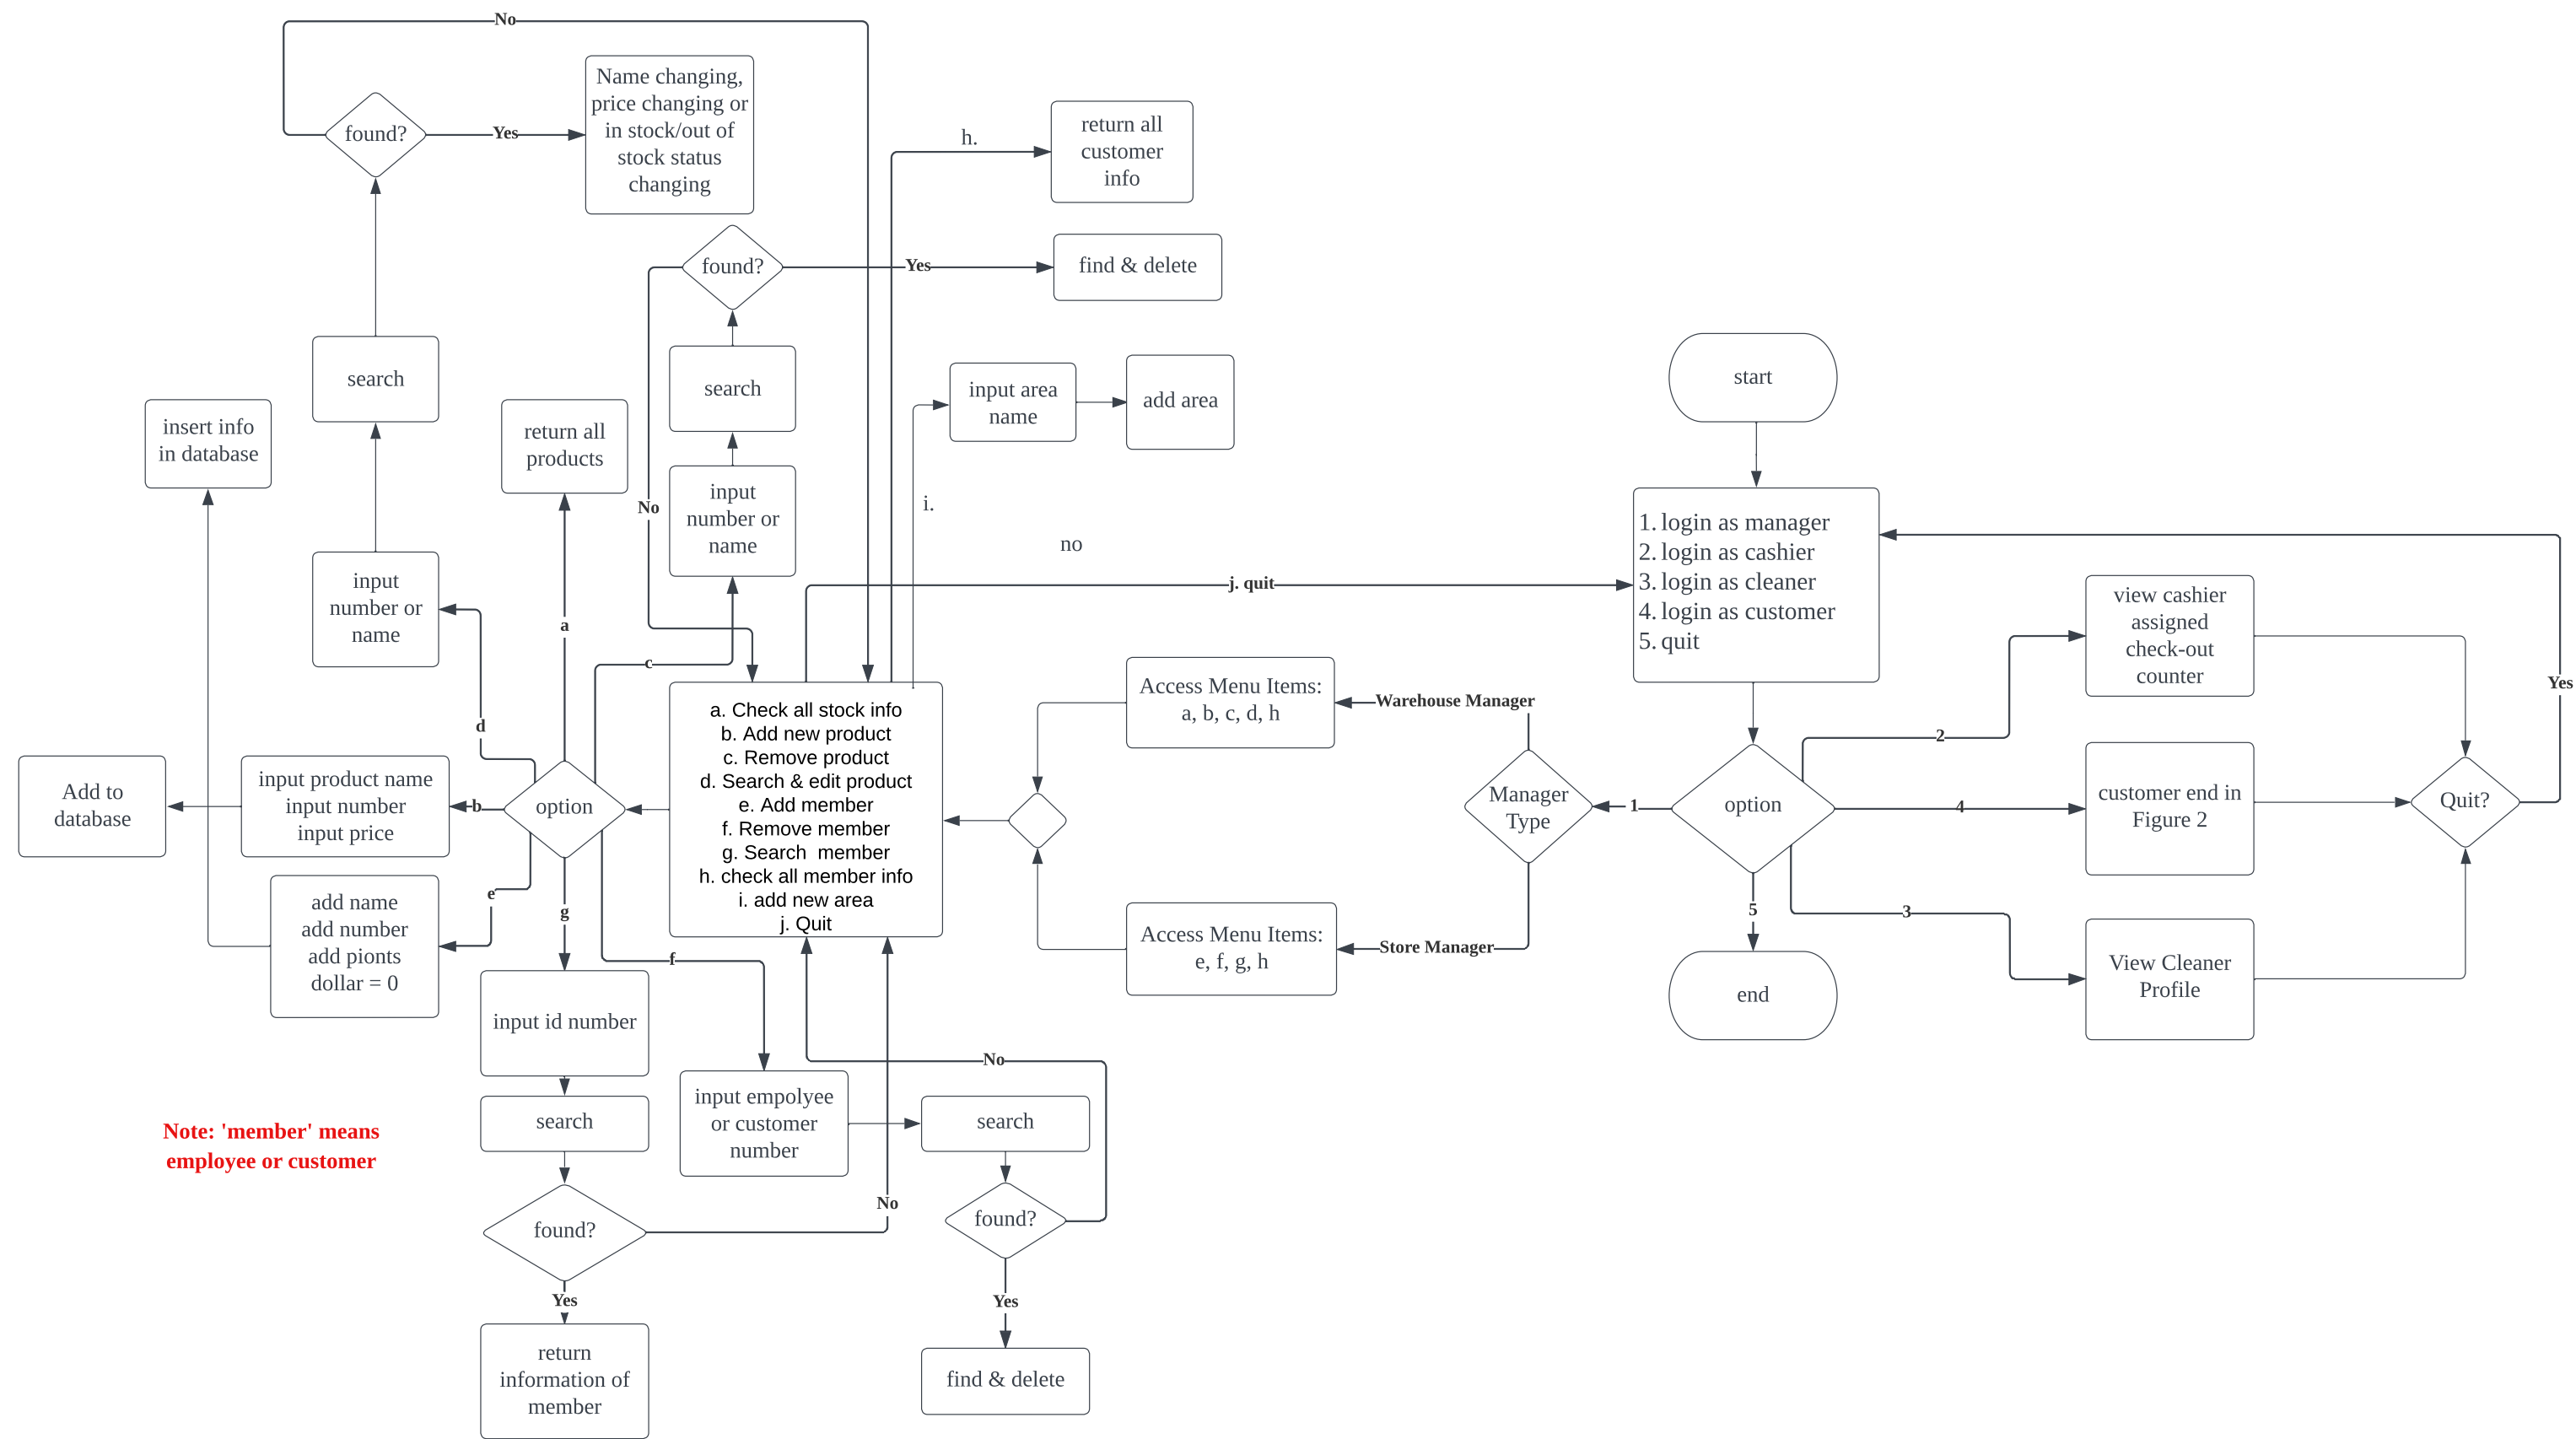 No
Name changing,
price changing or
in stock/out of
stock status
changing
found?
Yes
h.
return all
customer
info
found?
Yes
find & delete
search
search
input area
name
add area
start
insert info
in database
return all
products
No
input
number or
name
i.
no
1. login as manager
2. login as cashier
3. login as cleaner
4. login as customer
5. quit
input
number or
name
a
j. quit
view cashier
assigned
check-out
counter
c
d
Access Menu Items:
a, b, c, d, h
Warehouse Manager
2
Yes
a. Check all stock info
b. Add new product
c. Remove product
d. Search & edit product
e. Add member
f. Remove member
g. Search  member
h. check all member info
i. add new area
j. Quit
Add to
database
input product name
input number
input price
b
option
Manager
Type
1
option
4
customer end in
Figure 2
Quit?
e
g
add name
add number
add pionts
dollar = 0
f
Access Menu Items:
e, f, g, h
Store Manager
5
3
end
View Cleaner
Profile
input id number
No
input empolyee
or customer
number
search
search
Note: 'member' means
employee or customer
No
found?
found?
Yes
Yes
return
information of
member
find & delete